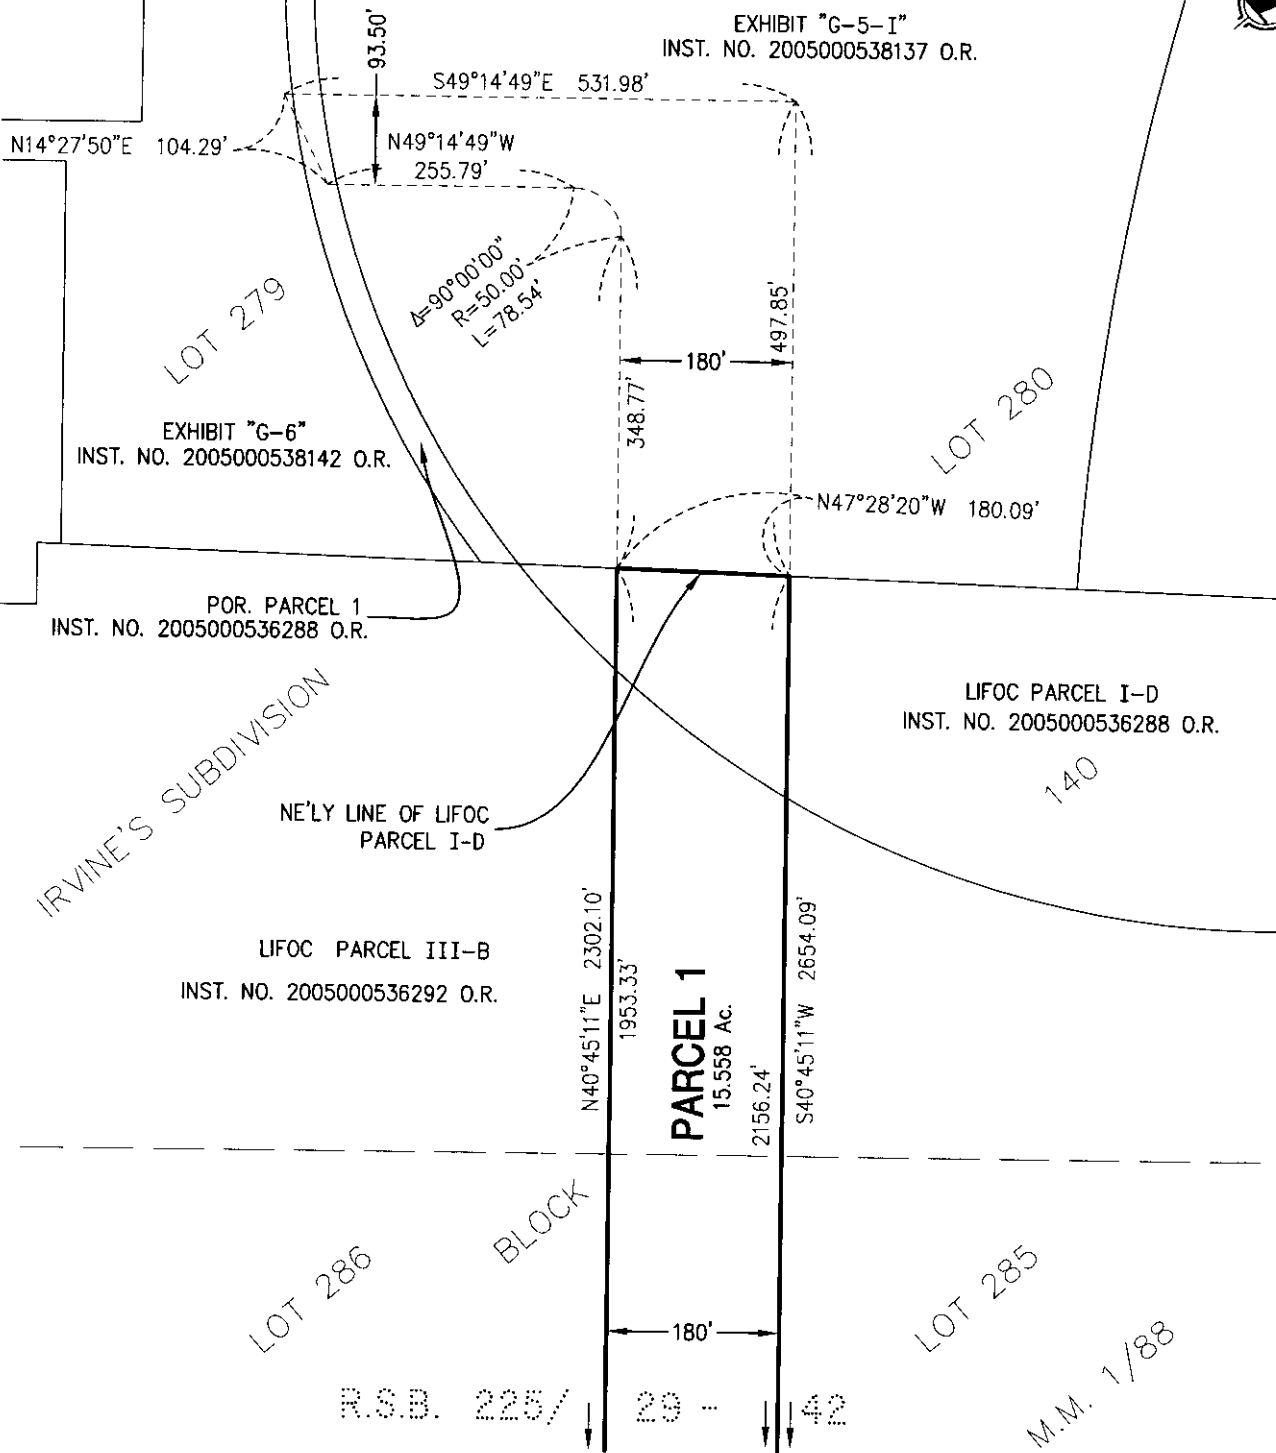 EXHIBIT "G-5-I"
INST. NO. 2005000538137 O.R.
93.50'
S49°14'49"E 531.98'
N14°27'50"E 104.29'
N49°14'49"W
255.79'
Δ=90°00'00"
R=50.00'
L=78.54'
LOT 279
497.85'
180'
348.77'
LOT 280
EXHIBIT "G-6"
INST. NO. 2005000538142 O.R.
N47°28'20"W 180.09'
POR. PARCEL 1
INST. NO. 2005000536288 O.R.
IRVINE'S SUBDIVISION
LIFOC PARCEL I-D
INST. NO. 2005000536288 O.R.
140
NE'LY LINE OF LIFOC
PARCEL I-D
LIFOC PARCEL III-B
INST. NO. 2005000536292 O.R.
N40°45'11"E 2302.10'
1953.33'
PARCEL 1
15.558 Ac.
2156.24'
S40°45'11"W 2654.09'
BLOCK
LOT 286
LOT 285
180'
M.M. 1/88
R.S.B. 225/ 29 - 42